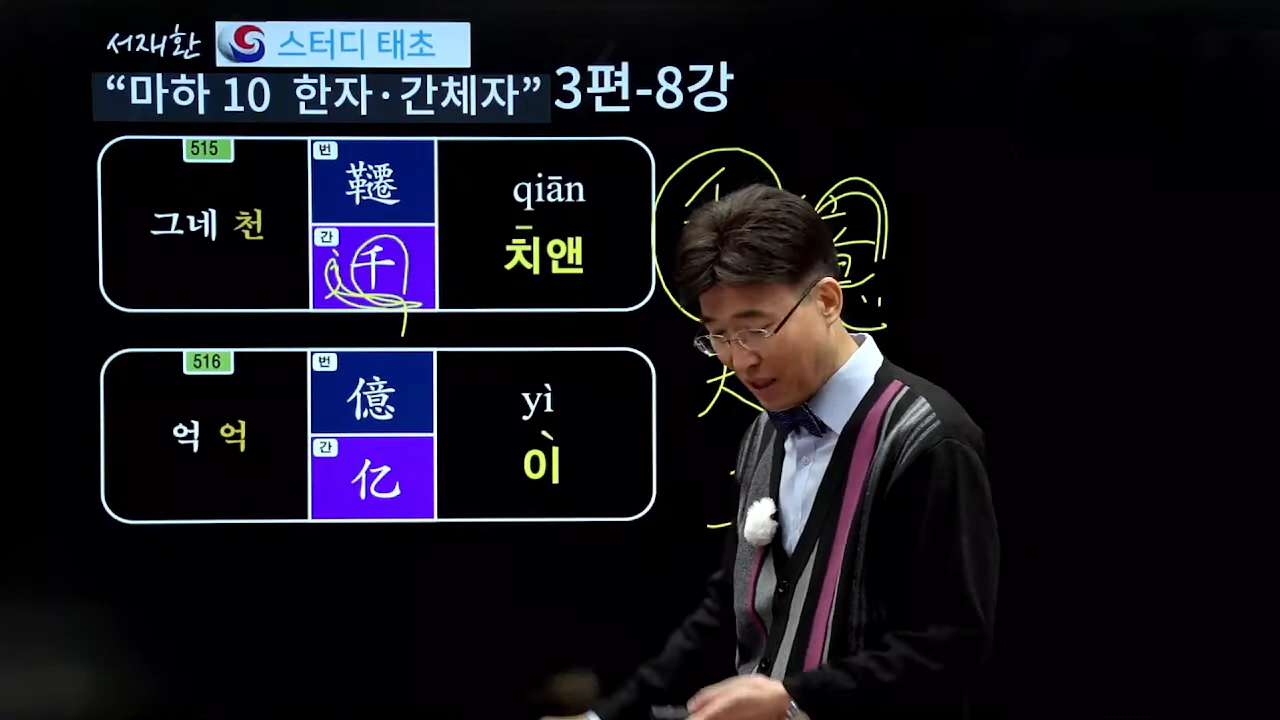 서재환 스터디 태초
“마하 10 한자·간체자” 3편-8강
515
그네 천
번
韆
간
千
qiān
치앤
516
억 억
번
億
간
亿
yì
이